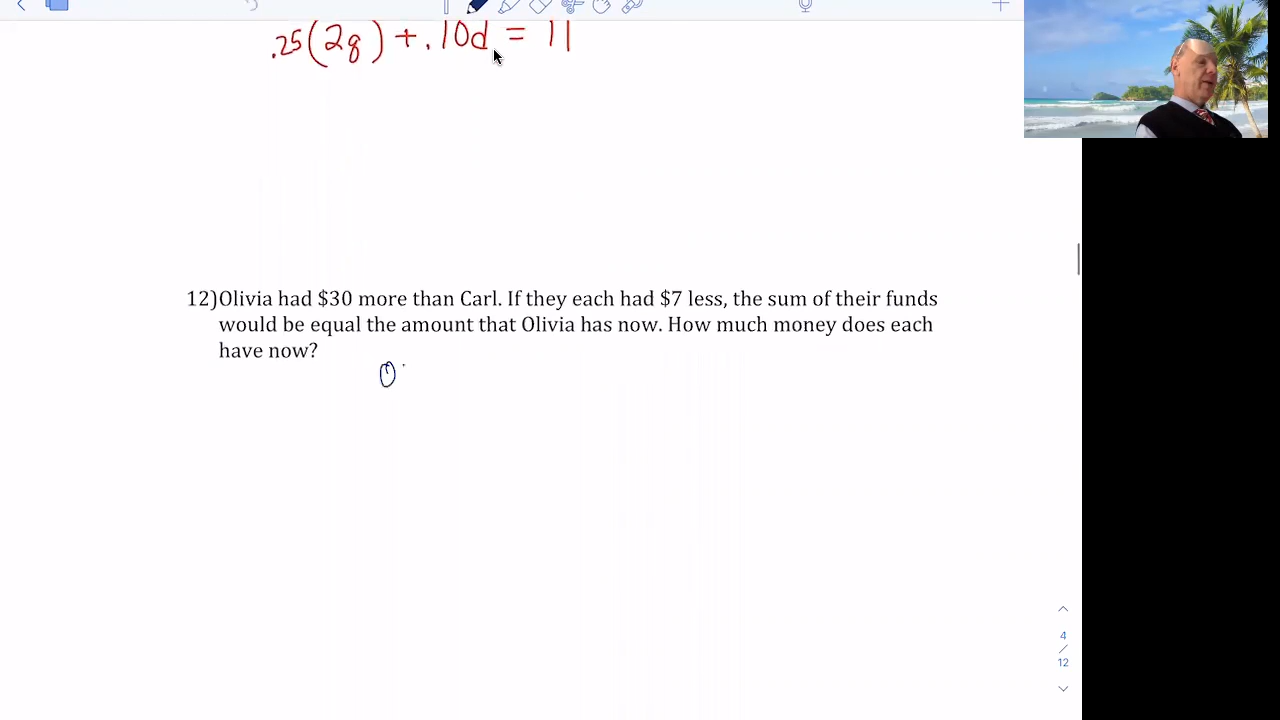 .25(2q) + .10d = 11
12)Olivia had $30 more than Carl. If they each had $7 less, the sum of their funds
would be equal the amount that Olivia has now. How much money does each
have now?
O
4
/
12